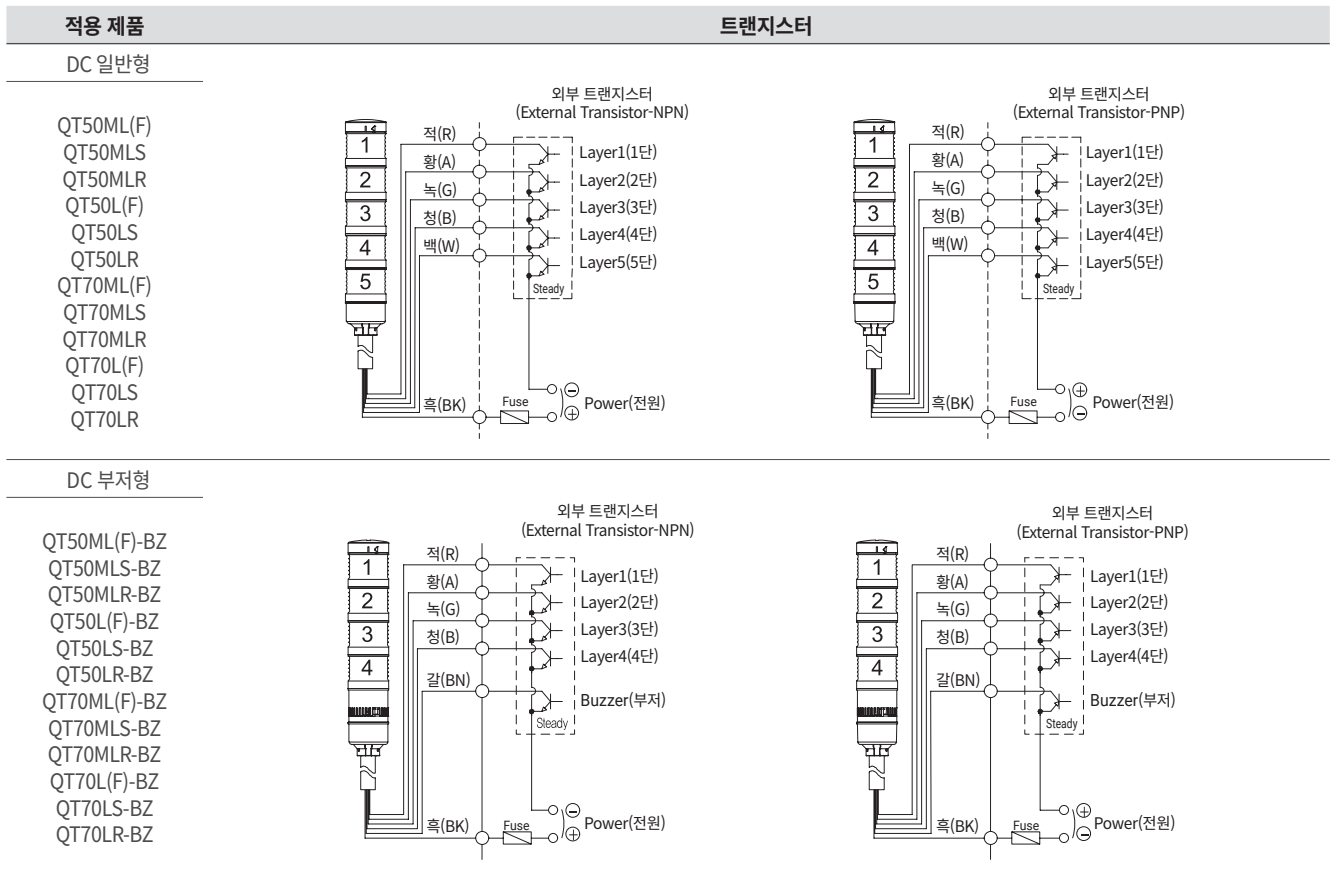 적용 제품
트랜지스터
DC 일반형
QT50ML(F)
QT50MLS
QT50MLR
QT50L(F)
QT50LS
QT50LR
QT70ML(F)
QT70MLS
QT70MLR
QT70L(F)
QT70LS
QT70LR
외부 트랜지스터
(External Transistor-NPN)
1
2
3
4
5
적(R)
황(A)
녹(G)
청(B)
백(W)
흑(BK)
Layer1(1단)
Layer2(2단)
Layer3(3단)
Layer4(4단)
Layer5(5단)
Steady
Fuse
Power(전원)
외부 트랜지스터
(External Transistor-PNP)
1
2
3
4
5
적(R)
황(A)
녹(G)
청(B)
백(W)
흑(BK)
Layer1(1단)
Layer2(2단)
Layer3(3단)
Layer4(4단)
Layer5(5단)
Steady
Fuse
Power(전원)
DC 부저형
QT50ML(F)-BZ
QT50MLS-BZ
QT50MLR-BZ
QT50L(F)-BZ
QT50LS-BZ
QT50LR-BZ
QT70ML(F)-BZ
QT70MLS-BZ
QT70MLR-BZ
QT70L(F)-BZ
QT70LS-BZ
QT70LR-BZ
외부 트랜지스터
(External Transistor-NPN)
1
2
3
4
적(R)
황(A)
녹(G)
청(B)
갈(BN)
흑(BK)
Layer1(1단)
Layer2(2단)
Layer3(3단)
Layer4(4단)
Buzzer(부저)
Steady
Fuse
Power(전원)
외부 트랜지스터
(External Transistor-PNP)
1
2
3
4
적(R)
황(A)
녹(G)
청(B)
갈(BN)
흑(BK)
Layer1(1단)
Layer2(2단)
Layer3(3단)
Layer4(4단)
Buzzer(부저)
Steady
Fuse
Power(전원)